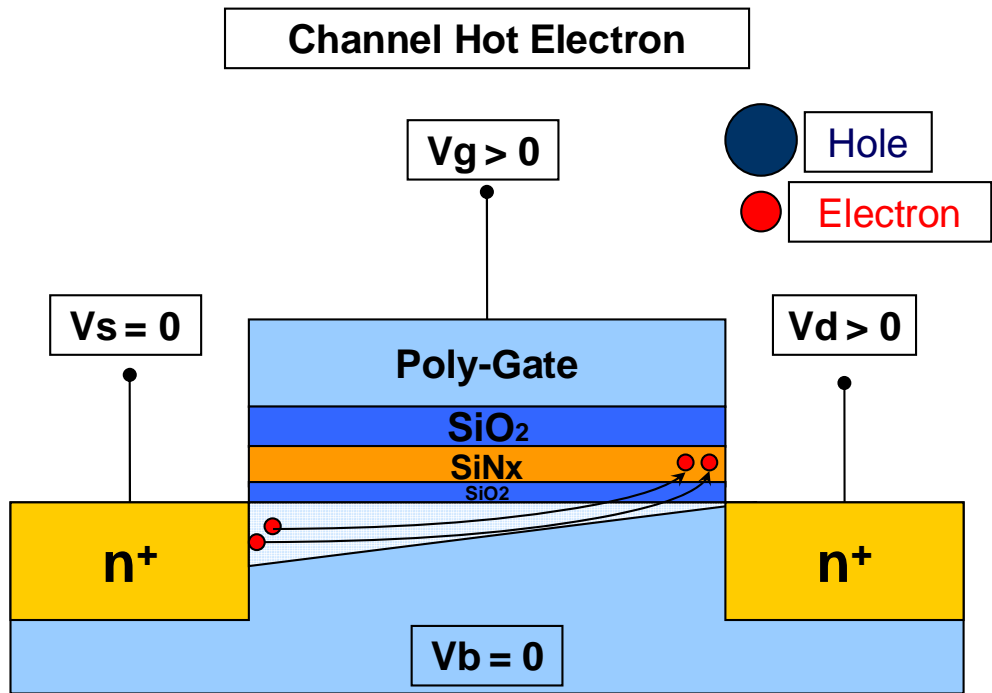 Channel Hot Electron
Vg > 0
Hole
Electron
Vs = 0
Vd > 0
Poly-Gate
SiO₂
SiNx
SiO2
n⁺
n⁺
Vb = 0